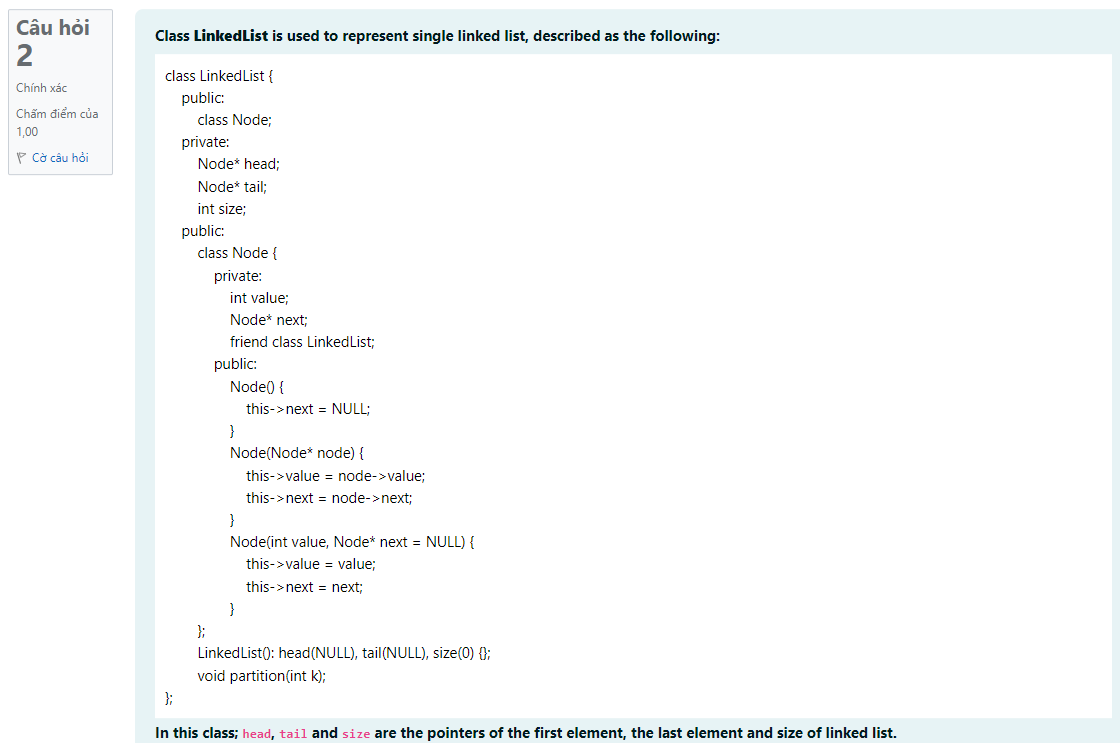 Câu hỏi
2
Chính xác
Chấm điểm của
1,00
Cờ câu hỏi
Class LinkedList is used to represent single linked list, described as the following:
class LinkedList {
public:
class Node;
private:
Node* head;
Node* tail;
int size;
public:
class Node {
private:
int value;
Node* next;
friend class LinkedList;
public:
Node() {
this->next = NULL;
}
Node(Node* node) {
this->value = node->value;
this->next = node->next;
}
Node(int value, Node* next = NULL) {
this->value = value;
this->next = next;
}
};
LinkedList(): head(NULL), tail(NULL), size(0) {};
void partition(int k);
};
In this class; head, tail and size are the pointers of the first element, the last element and size of linked list.